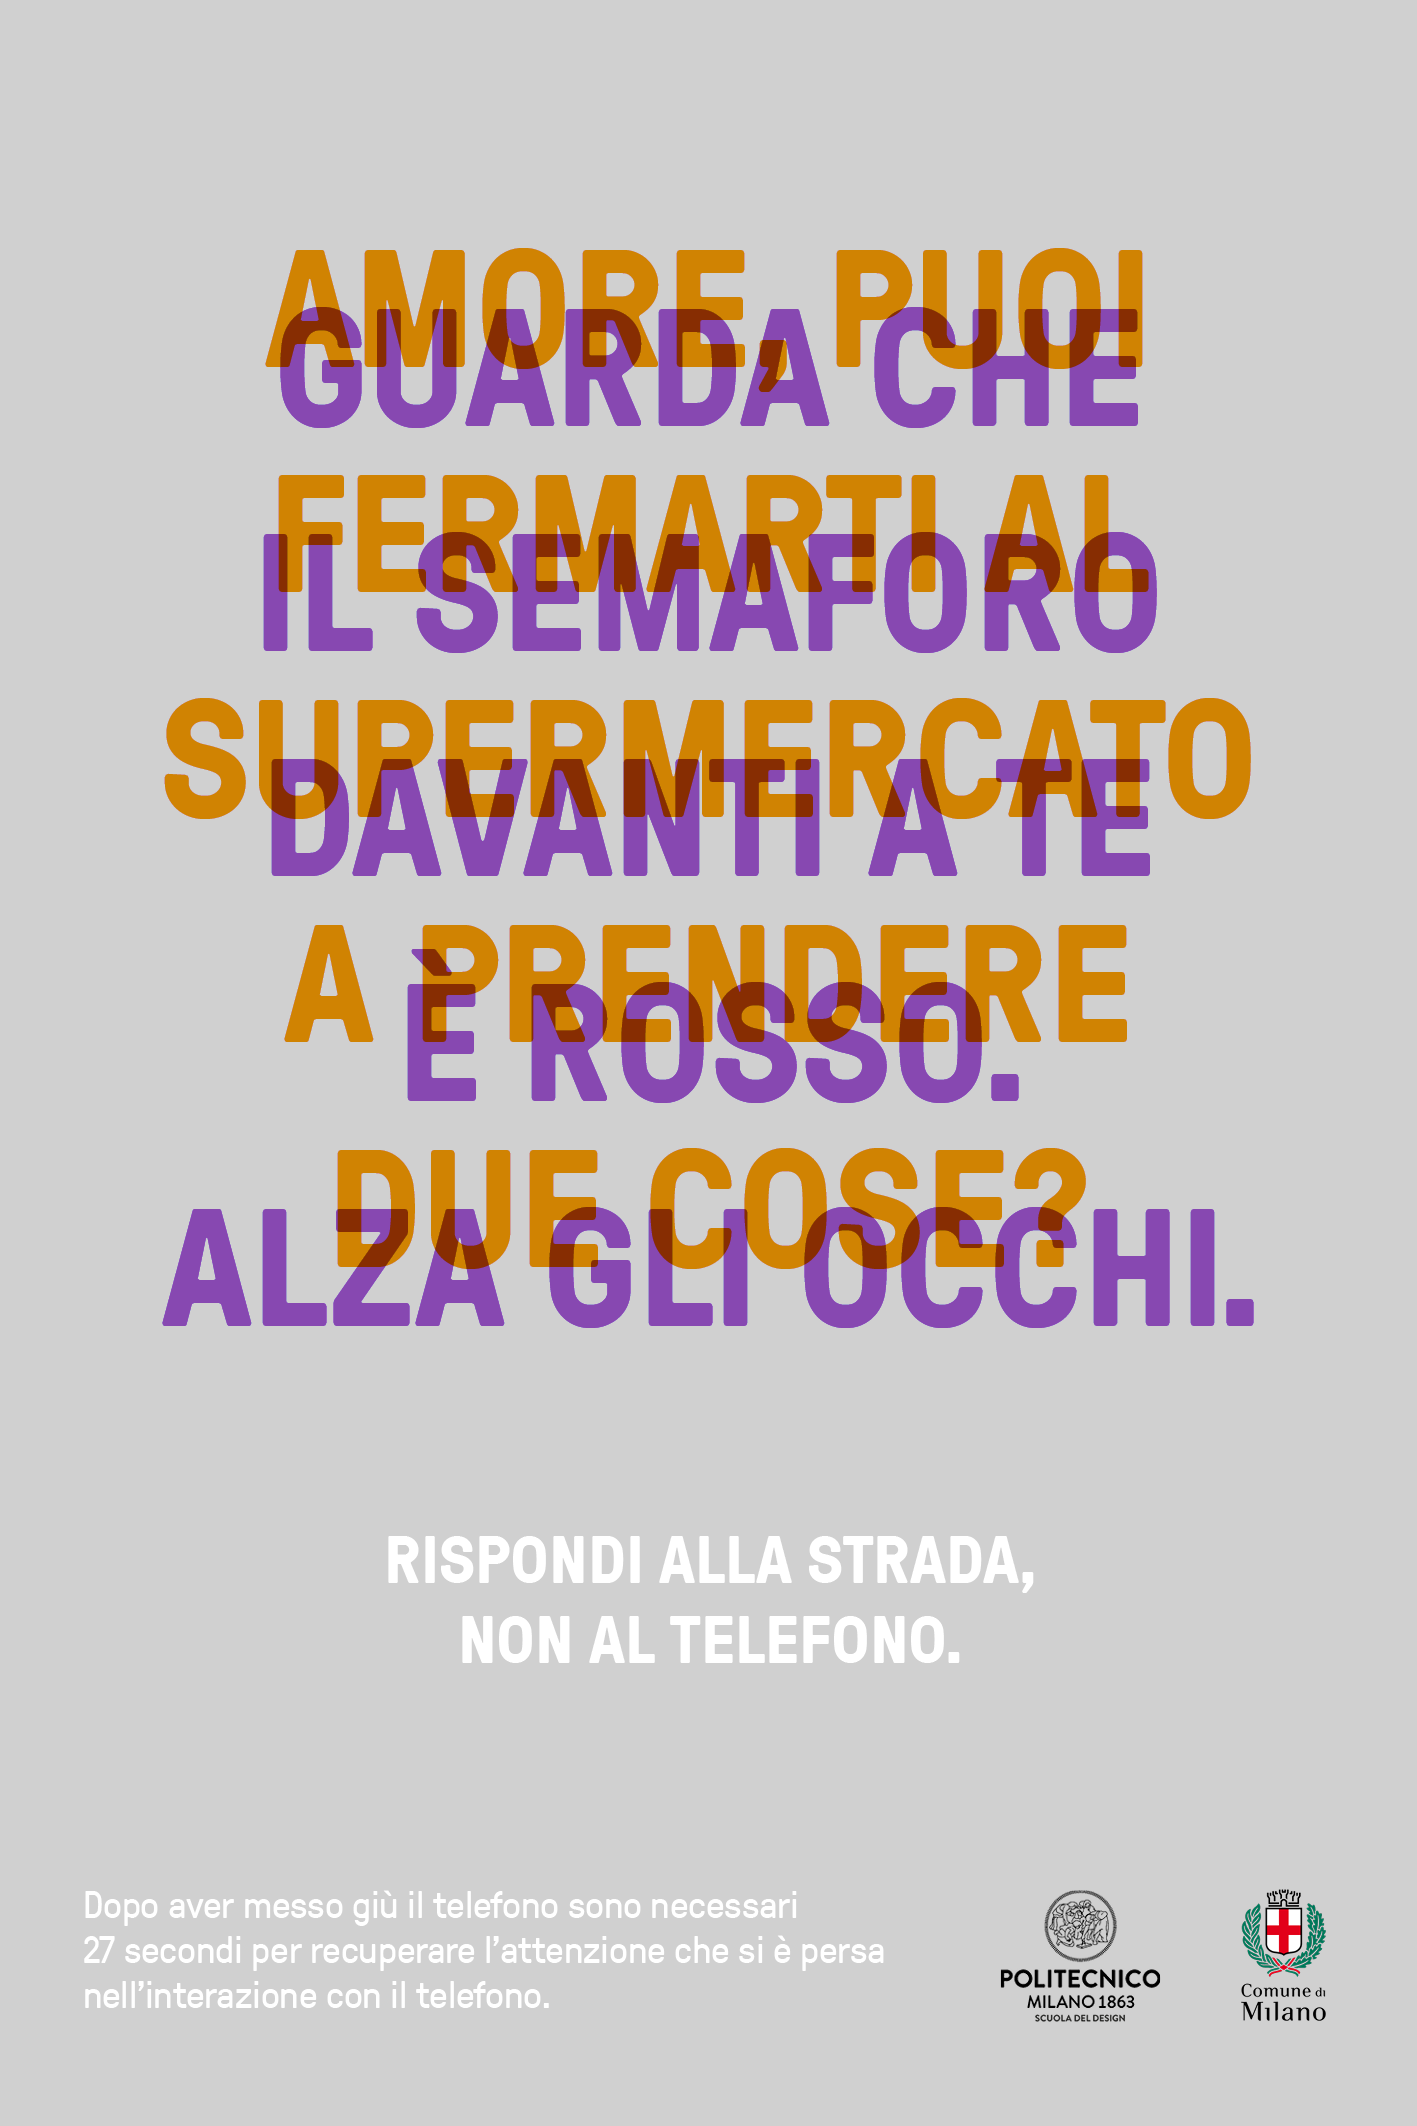 AMORE, PUOI
GUARDA CHE
FERMARTI AL
IL SEMAFORO
SUPERMERCATO
DAVANTI A TE
A PRENDERE
È ROSSO.
DUE COSE?
ALZA GLI OCCHI.
RISPONDI ALLA STRADA,
NON AL TELEFONO.
Dopo aver messo giù il telefono sono necessari
27 secondi per recuperare l’attenzione che si è persa
nell’interazione con il telefono.
POLITECNICO
MILANO 1863
SCUOLA DEL DESIGN
Comune di
Milano